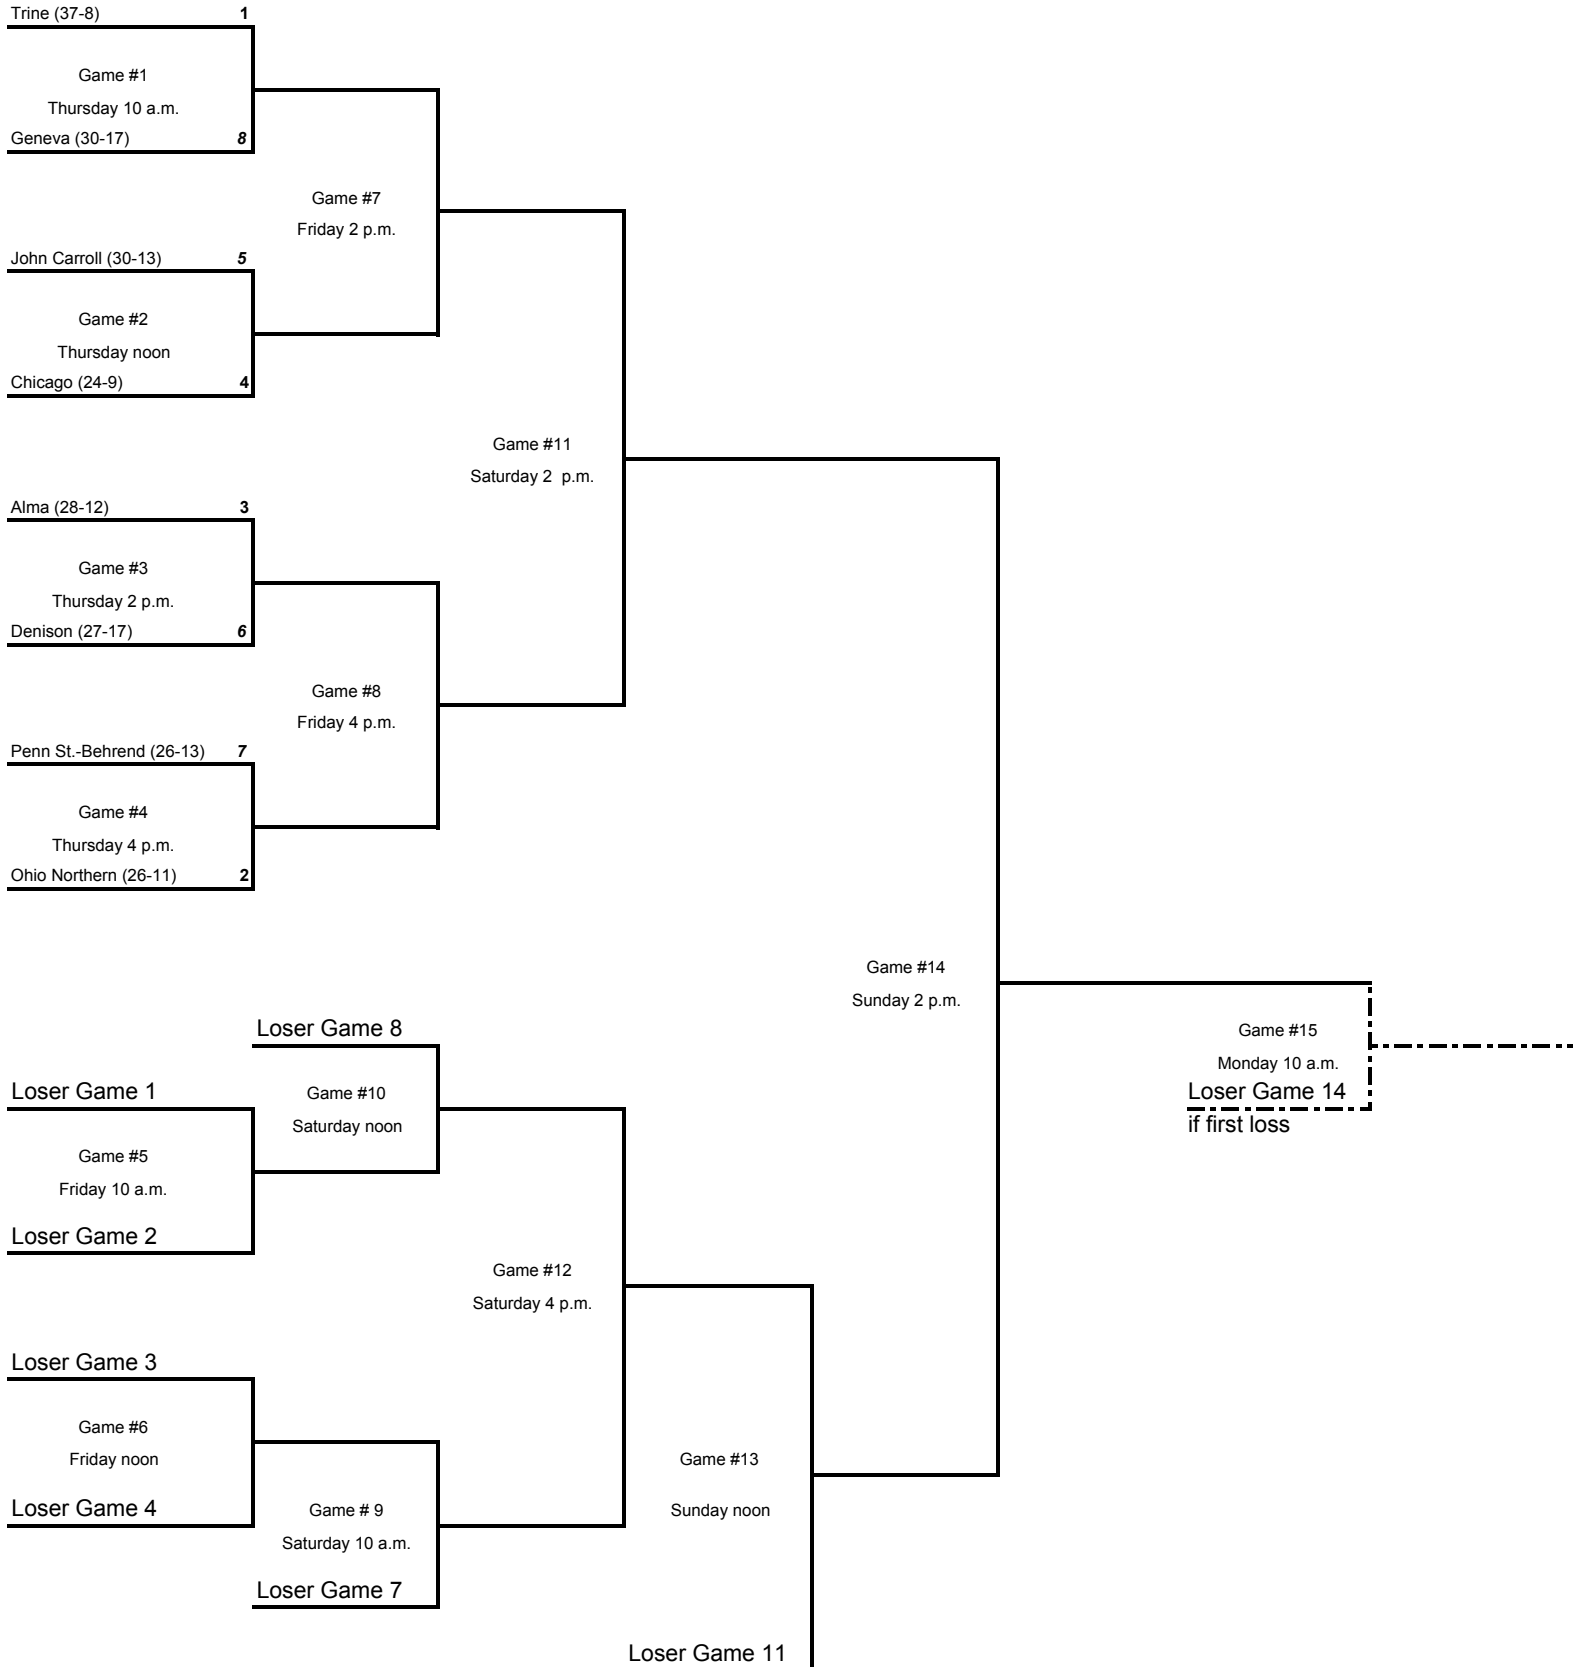 Trine (37-8) 1
Game #1
Thursday 10 a.m.
Geneva (30-17) 8
Game #7
Friday 2 p.m.
John Carroll (30-13) 5
Game #2
Thursday noon
Chicago (24-9) 4
Game #11
Saturday 2 p.m.
Alma (28-12) 3
Game #3
Thursday 2 p.m.
Denison (27-17) 6
Game #8
Friday 4 p.m.
Penn St.-Behrend (26-13) 7
Game #4
Thursday 4 p.m.
Ohio Northern (26-11) 2
Game #14
Sunday 2 p.m.
Loser Game 8
Game #15
Monday 10 a.m.
Loser Game 14
if first loss
Loser Game 1
Game #10
Saturday noon
Game #5
Friday 10 a.m.
Loser Game 2
Game #12
Saturday 4 p.m.
Loser Game 3
Game #6
Friday noon
Game #13
Sunday noon
Loser Game 4
Game # 9
Saturday 10 a.m.
Loser Game 7
Loser Game 11